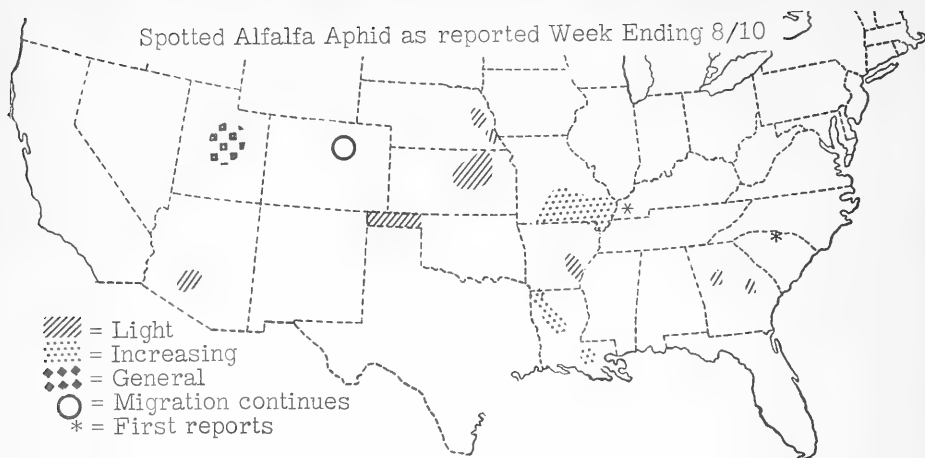 Spotted Alfalfa Aphid as reported Week Ending 8/10
= Light
= Increasing
= General
= Migration continues
* = First reports
*
*